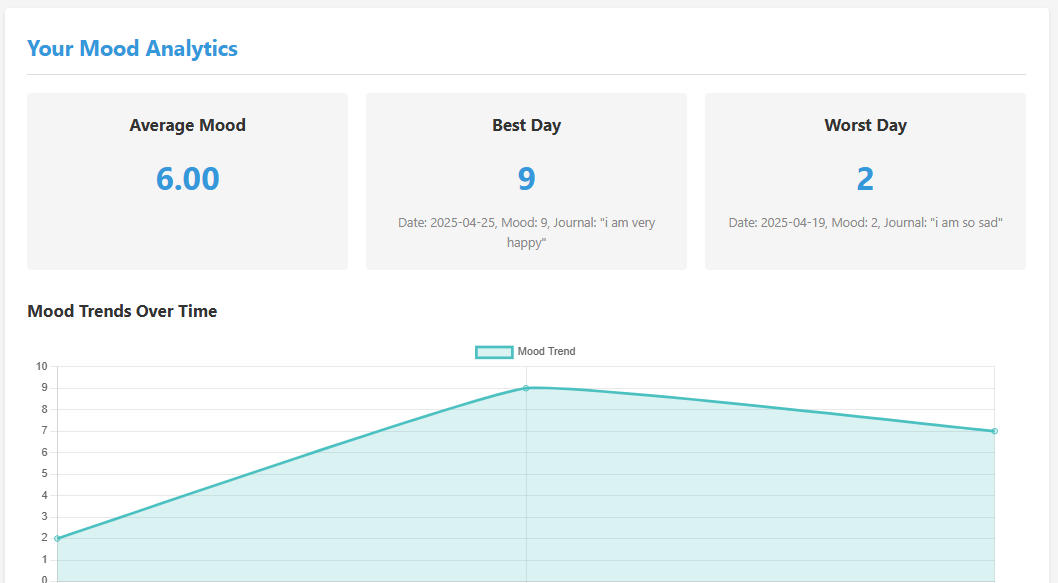 Your Mood Analytics
Average Mood
6.00
Best Day
9
Date: 2025-04-25, Mood: 9, Journal: "i am very
happy"
Worst Day
2
Date: 2025-04-19, Mood: 2, Journal: "i am so sad"
Mood Trends Over Time
Mood Trend
10
9
8
7
6
5
4
3
2
1
0